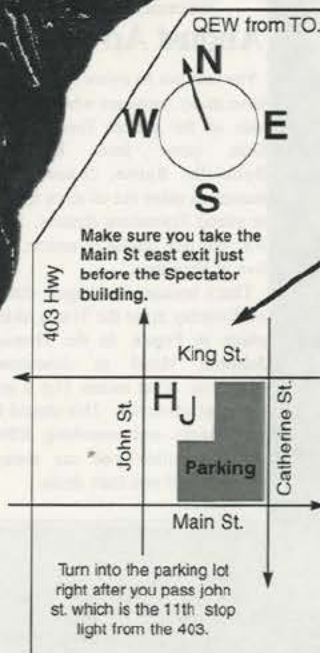 QEW from TO.
N
W E
S
Make sure you take the
Main St east exit just
before the Spectator
building.
403 Hwy
King St.
John St.
H J
Parking
Catherine St.
Main St.
Turn into the parking lot
right after you pass john
st. which is the 11th stop
light from the 403.